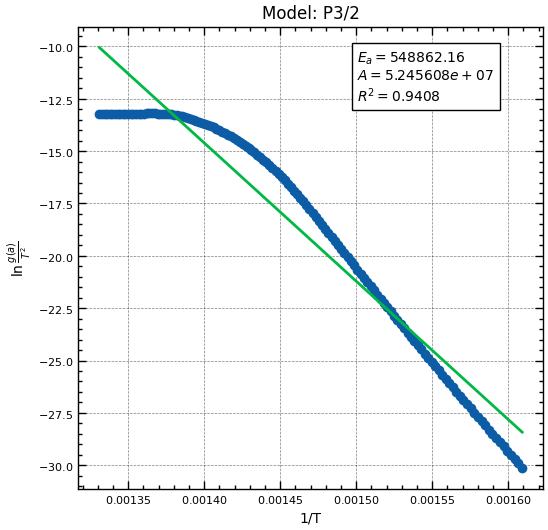 Model: P3/2
E_a = 548862.16
A = 5.245608e + 07
R^2 = 0.9408
−10.0
−12.5
−15.0
−17.5
−20.0
−22.5
−25.0
−27.5
−30.0
ln g(a)/T^2
0.00135 0.00140 0.00145 0.00150 0.00155 0.00160
1/T